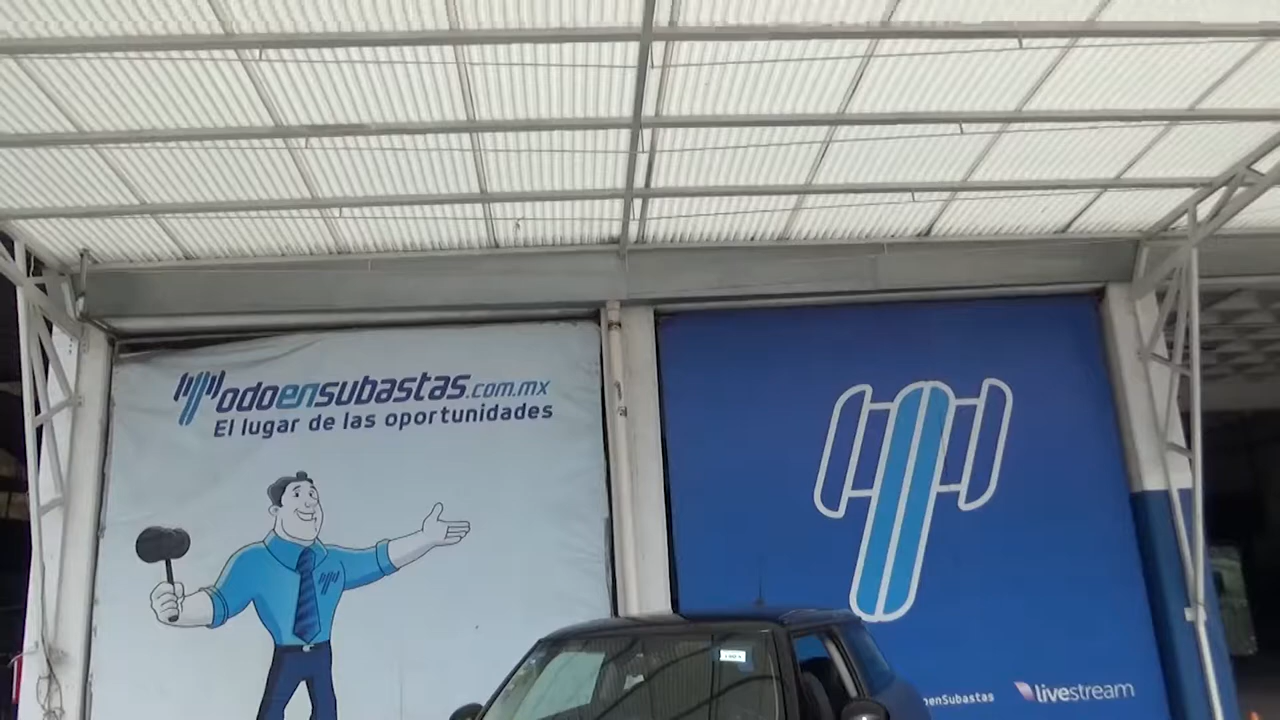 Todoensubastas.com.mx
El lugar de las oportunidades
enSubastas
livestream